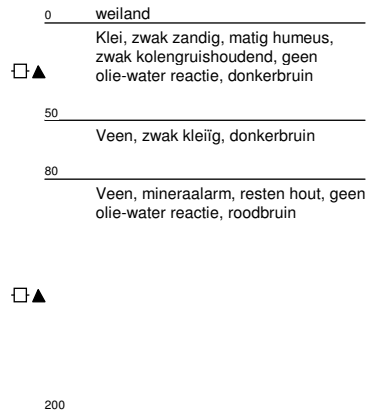 0 weiland
Klei, zwak zandig, matig humeus,
zwak kolengruishoudend, geen
olie-water reactie, donkerbruin
50
Veen, zwak kleiïg, donkerbruin
80
Veen, mineraalarm, resten hout, geen
olie-water reactie, roodbruin
200